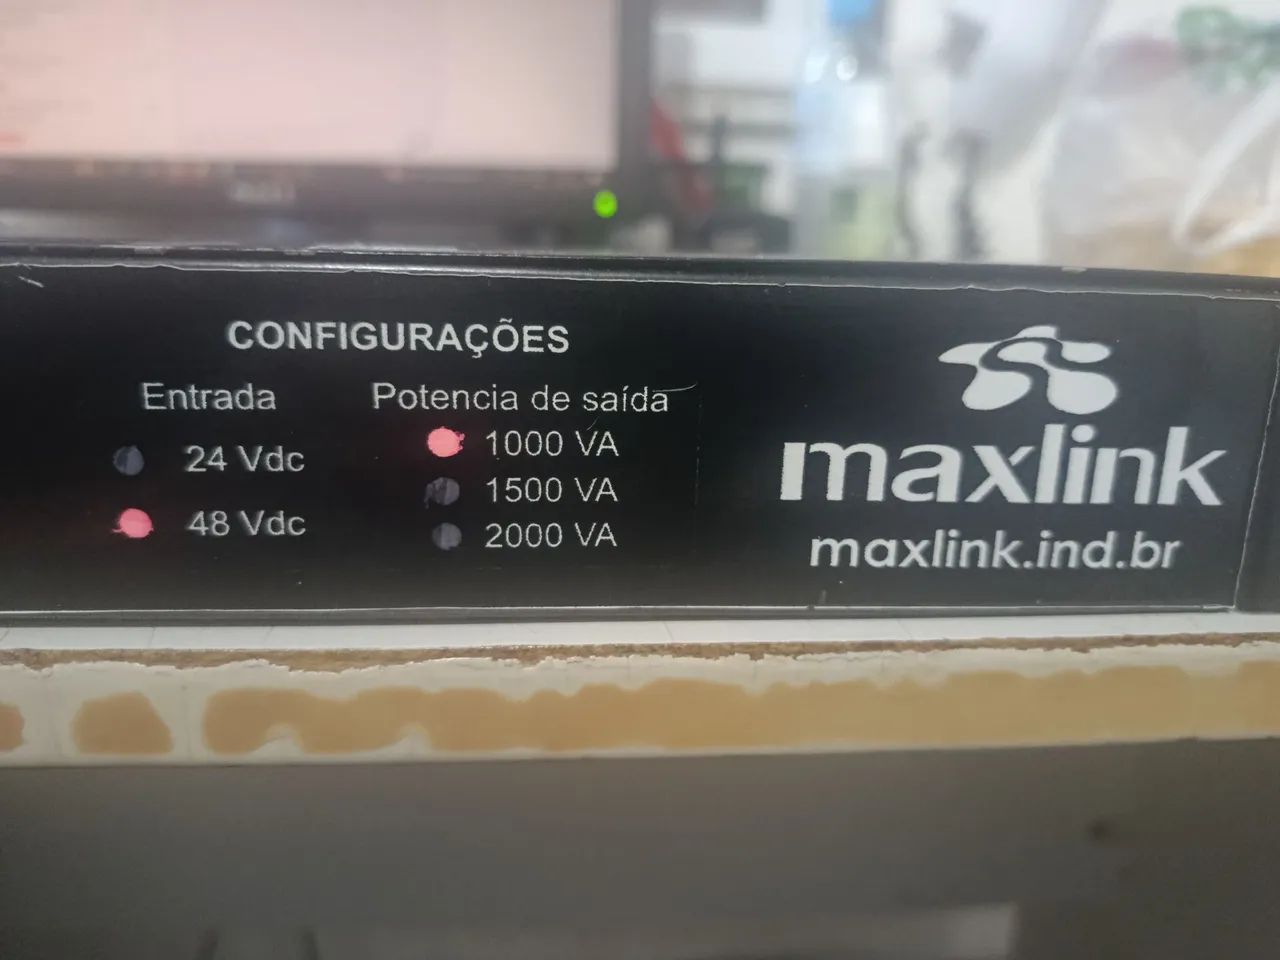 CONFIGURAÇÕES
Entrada
Potencia de saída
24 Vdc
48 Vdc
1000 VA
1500 VA
2000 VA
maxlink
maxlink.ind.br